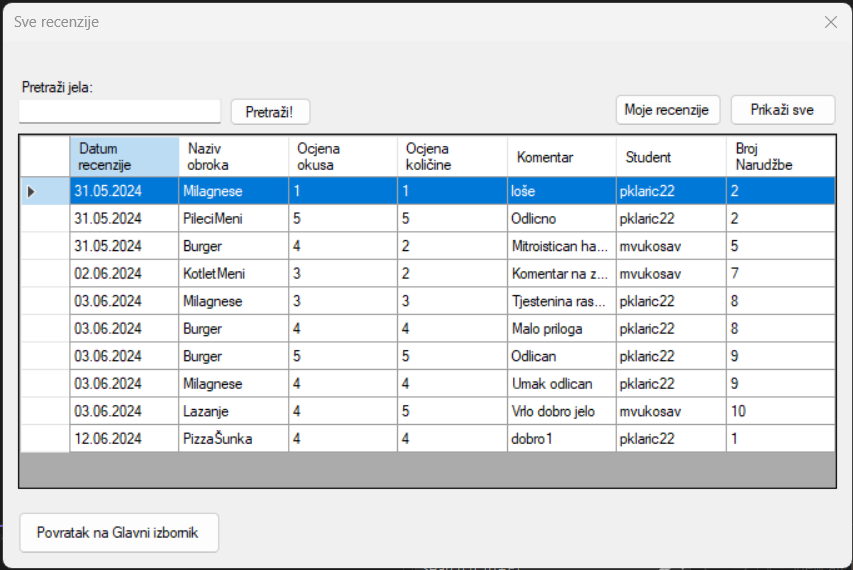 Sve recenzije
Pretraži jela:
Pretraži!
Moje recenzije
Prikaži sve
Datum recenzije Naziv obroka Ocjena okusa Ocjena količine Komentar Student Broj Narudžbe
31.05.2024 Milagnese 1 1 loše pklaric22 2
31.05.2024 PileciMeni 5 5 Odlicno pklaric22 2
31.05.2024 Burger 4 2 Mitroistican ha... mvukosav 5
02.06.2024 KotletMeni 3 2 Komentar na z... mvukosav 7
03.06.2024 Milagnese 3 3 Tjestenina ras... pklaric22 8
03.06.2024 Burger 4 4 Malo priloga pklaric22 8
03.06.2024 Burger 5 5 Odlican pklaric22 9
03.06.2024 Milagnese 4 4 Umak odlican pklaric22 9
03.06.2024 Lazanje 4 5 Vrlo dobro jelo mvukosav 10
12.06.2024 PizzaŠunka 4 4 dobro1 pklaric22 1
Povratak na Glavni izbornik